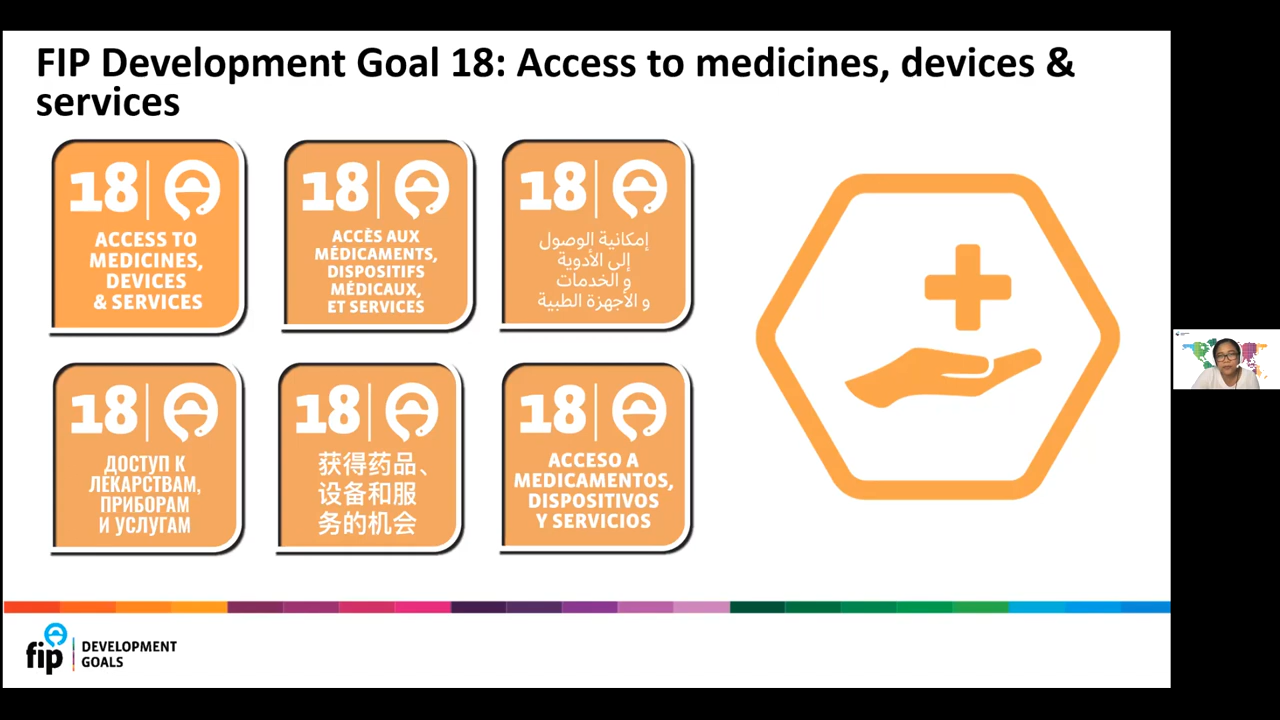 FIP Development Goal 18: Access to medicines, devices &
services
18
ACCESS TO
MEDICINES,
DEVICES
& SERVICES
18
ACCÈS AUX
MÉDICAMENTS,
DISPOSITIFS
MÉDICAUX,
ET SERVICES
18
إمكانية الوصول
إلى الأدوية
و الخدمات
و الأجهزة الطبية
18
ДОСТУП К
ЛЕКАРСТВАМ,
ПРИБОРАМ
И УСЛУГАМ
18
获得药品、
设备和服
务的机会
18
ACCESO A
MEDICAMENTOS,
DISPOSITIVOS
Y SERVICIOS
fip
DEVELOPMENT
GOALS